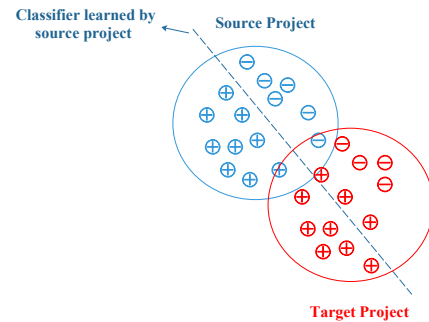 Classifier learned by
source project
Source Project
Target Project